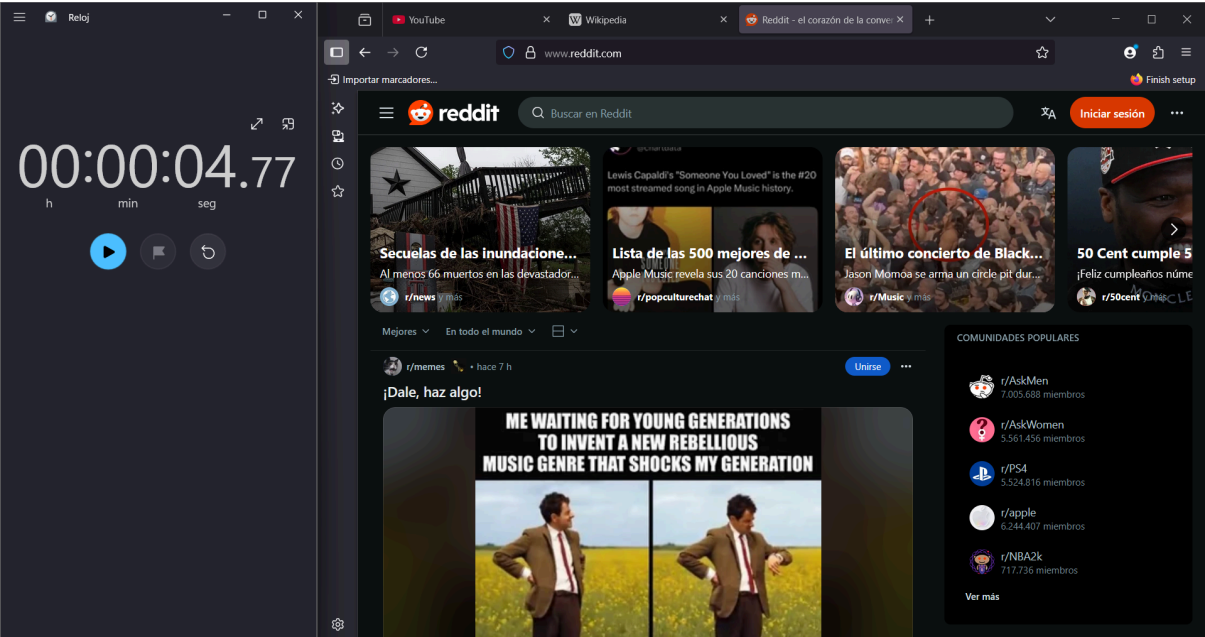 Reloj
00:00:04.77
h min seg
YouTube
Wikipedia
Reddit - el corazón de la conver
www.reddit.com
Importar marcadores...
Finish setup
reddit
Buscar en Reddit
Iniciar sesión
Secuelas de las inundacione...
Al menos 66 muertos en las devastador...
r/news y más
Lewis Capaldi's "Someone You Loved" is the #20
most streamed song in Apple Music history.
Lista de las 500 mejores de ...
Apple Music revela sus 20 canciones m...
r/popculturechat y más
El último concierto de Black...
Jason Momoa se arma un circle pit dur...
r/Music y más
50 Cent cumple 5
¡Feliz cumpleaños núme
r/50cent y más
Mejores
En todo el mundo
r/memes • hace 7 h
Unirse
¡Dale, haz algo!
ME WAITING FOR YOUNG GENERATIONS
TO INVENT A NEW REBELLIOUS
MUSIC GENRE THAT SHOCKS MY GENERATION
COMUNIDADES POPULARES
r/AskMen
7.005.688 miembros
r/AskWomen
5.561.456 miembros
r/PS4
5.524.816 miembros
r/apple
6.244.407 miembros
r/NBA2k
717.736 miembros
Ver más